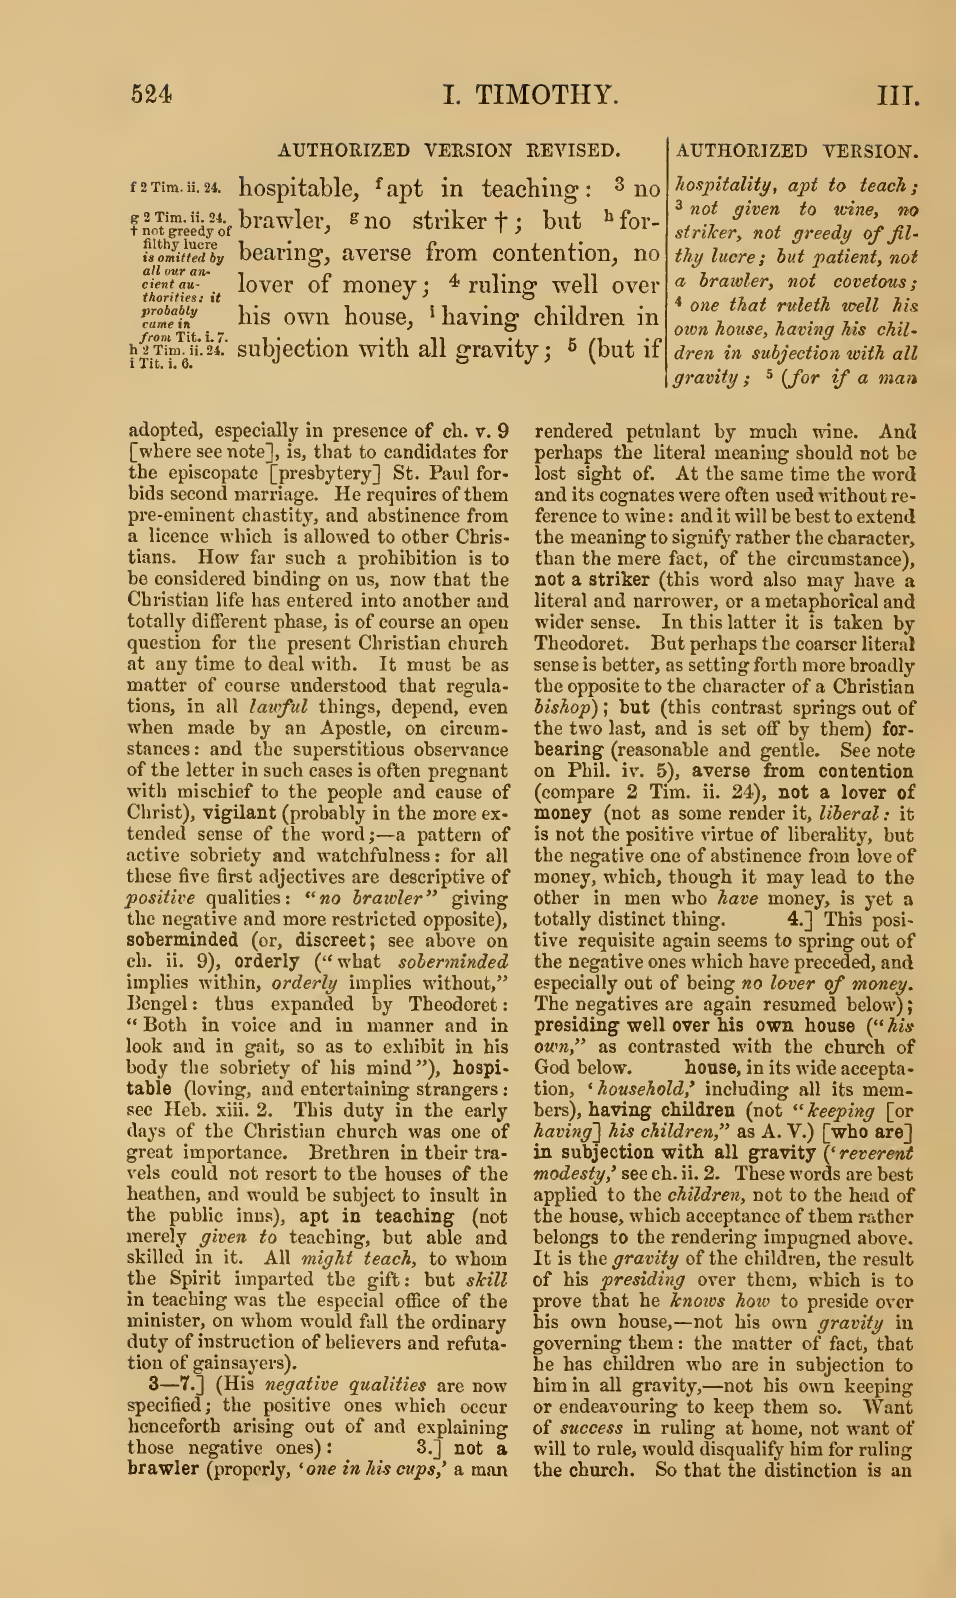 524
I. TIMOTHY.
III.
AUTHORIZED VERSION REVISED.
f 2 Tim. ii. 24.
g 2 Tim. ii. 24.
† not greedy of
filthy lucre
is omitted by
all our an-
cient au-
thorities: it
probably
came in
from Tit. i. 7.
h 2 Tim. ii. 24.
i Tit. i. 6.
hospitable, f apt in teaching: 3 no
brawler, g no striker †; but h for-
bearing, averse from contention, no
lover of money; 4 ruling well over
his own house, i having children in
subjection with all gravity; 5 (but if
AUTHORIZED VERSION.
hospitality, apt to teach;
3 not given to wine, no
striker, not greedy of fil-
thy lucre; but patient, not
a brawler, not covetous;
4 one that ruleth well his
own house, having his chil-
dren in subjection with all
gravity; 5 (for if a man
adopted, especially in presence of ch. v. 9
[where see note], is, that to candidates for
the episcopate [presbytery] St. Paul for-
bids second marriage. He requires of them
pre-eminent chastity, and abstinence from
a licence which is allowed to other Chris-
tians. How far such a prohibition is to
be considered binding on us, now that the
Christian life has entered into another and
totally different phase, is of course an open
question for the present Christian church
at any time to deal with. It must be as
matter of course understood that regula-
tions, in all lawful things, depend, even
when made by an Apostle, on circum-
stances: and the superstitious observance
of the letter in such cases is often pregnant
with mischief to the people and cause of
Christ), vigilant (probably in the more ex-
tended sense of the word;—a pattern of
active sobriety and watchfulness: for all
these five first adjectives are descriptive of
positive qualities: "no brawler" giving
the negative and more restricted opposite),
soberminded (or, discreet; see above on
ch. ii. 9), orderly ("what soberminded
implies within, orderly implies without,"
Bengel: thus expanded by Theodoret:
"Both in voice and in manner and in
look and in gait, so as to exhibit in his
body the sobriety of his mind"), hospi-
table (loving, and entertaining strangers:
see Heb. xiii. 2. This duty in the early
days of the Christian church was one of
great importance. Brethren in their tra-
vels could not resort to the houses of the
heathen, and would be subject to insult in
the public inns), apt in teaching (not
merely given to teaching, but able and
skilled in it. All might teach, to whom
the Spirit imparted the gift: but skill
in teaching was the especial office of the
minister, on whom would fall the ordinary
duty of instruction of believers and refuta-
tion of gainsayers).
3—7.] (His negative qualities are now
specified; the positive ones which occur
henceforth arising out of and explaining
those negative ones): 3.] not a
brawler (properly, 'one in his cups,' a man
rendered petulant by much wine. And
perhaps the literal meaning should not be
lost sight of. At the same time the word
and its cognates were often used without re-
ference to wine: and it will be best to extend
the meaning to signify rather the character,
than the mere fact, of the circumstance),
not a striker (this word also may have a
literal and narrower, or a metaphorical and
wider sense. In this latter it is taken by
Theodoret. But perhaps the coarser literal
sense is better, as setting forth more broadly
the opposite to the character of a Christian
bishop); but (this contrast springs out of
the two last, and is set off by them) for-
bearing (reasonable and gentle. See note
on Phil. iv. 5), averse from contention
(compare 2 Tim. ii. 24), not a lover of
money (not as some render it, liberal: it
is not the positive virtue of liberality, but
the negative one of abstinence from love of
money, which, though it may lead to the
other in men who have money, is yet a
totally distinct thing. 4.] This posi-
tive requisite again seems to spring out of
the negative ones which have preceded, and
especially out of being no lover of money.
The negatives are again resumed below);
presiding well over his own house ("his
own," as contrasted with the church of
God below. house, in its wide accepta-
tion, 'household,' including all its mem-
bers), having children (not "keeping [or
having] his children," as A. V.) [who are]
in subjection with all gravity ('reverent
modesty,' see ch. ii. 2. These words are best
applied to the children, not to the head of
the house, which acceptance of them rather
belongs to the rendering impugned above.
It is the gravity of the children, the result
of his presiding over them, which is to
prove that he knows how to preside over
his own house,—not his own gravity in
governing them: the matter of fact, that
he has children who are in subjection to
him in all gravity,—not his own keeping
or endeavouring to keep them so. Want
of success in ruling at home, not want of
will to rule, would disqualify him for ruling
the church. So that the distinction is an